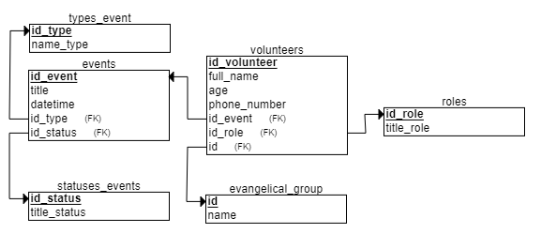 types_event
id_type
name_type
events
id_event
title
datetime
id_type (FK)
id_status (FK)
statuses_events
id_status
title_status
volunteers
id_volunteer
full_name
age
phone_number
id_event (FK)
id_role (FK)
id (FK)
evangelical_group
id
name
roles
id_role
title_role